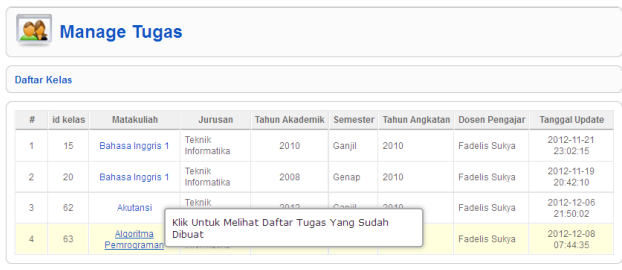 Manage Tugas
Daftar Kelas
# id kelas Matakuliah Jurusan Tahun Akademik Semester Tahun Angkatan Dosen Pengajar Tanggal Update
1 15 Bahasa Inggris 1 Teknik Informatika 2010 Ganjil 2010 Fadelis Sukya 2012-11-21 23:02:15
2 20 Bahasa Inggris 1 Teknik Informatika 2008 Genap 2010 Fadelis Sukya 2012-11-19 20:42:10
3 62 Akutansi Teknik Fadelis Sukya 2012-12-06 21:50:02
Klik Untuk Melihat Daftar Tugas Yang Sudah
Dibuat
4 63 Algoritma Pemrograman Fadelis Sukya 2012-12-08 07:44:35